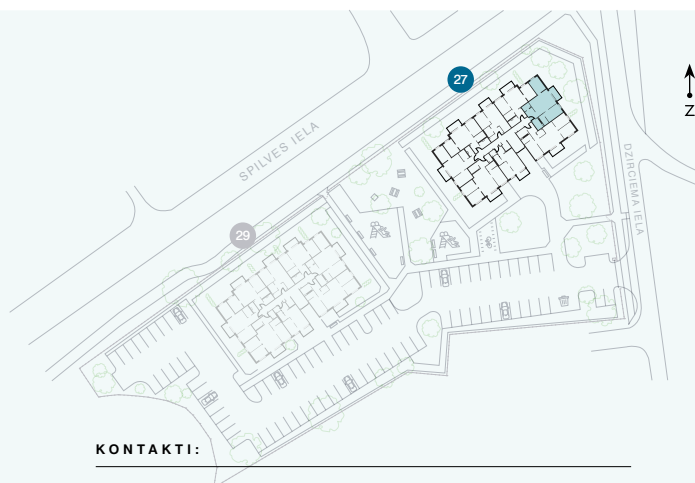 27
Z
SPILVES IELA
DZIRCIEMA IELA
29
KONTAKTI: